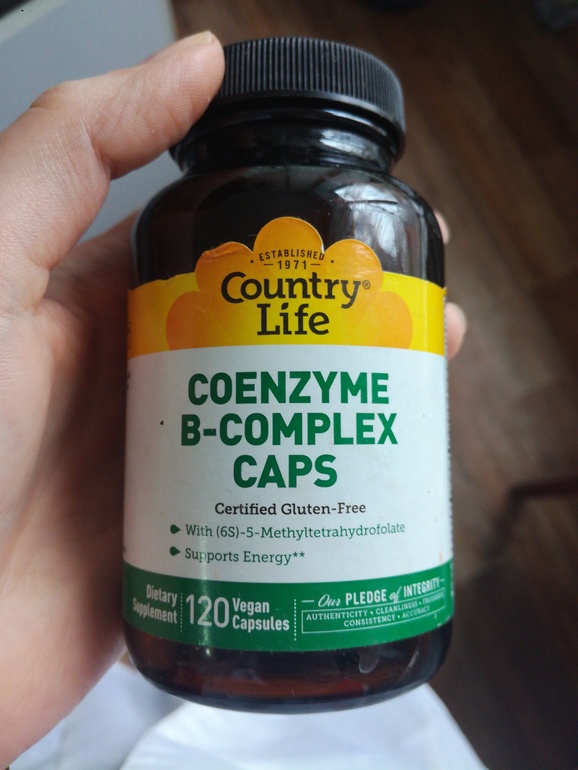 • ESTABLISHED •
— 1971 —
Country®
Life
COENZYME
B-COMPLEX
CAPS
Certified Gluten-Free
With (6S)-5-Methyltetrahydrofolate
Supports Energy**
Dietary
Supplement
120 Vegan
Capsules
Our PLEDGE of INTEGRITY
AUTHENTICITY • CLEANLINESS •
CONSISTENCY • ACCURACY